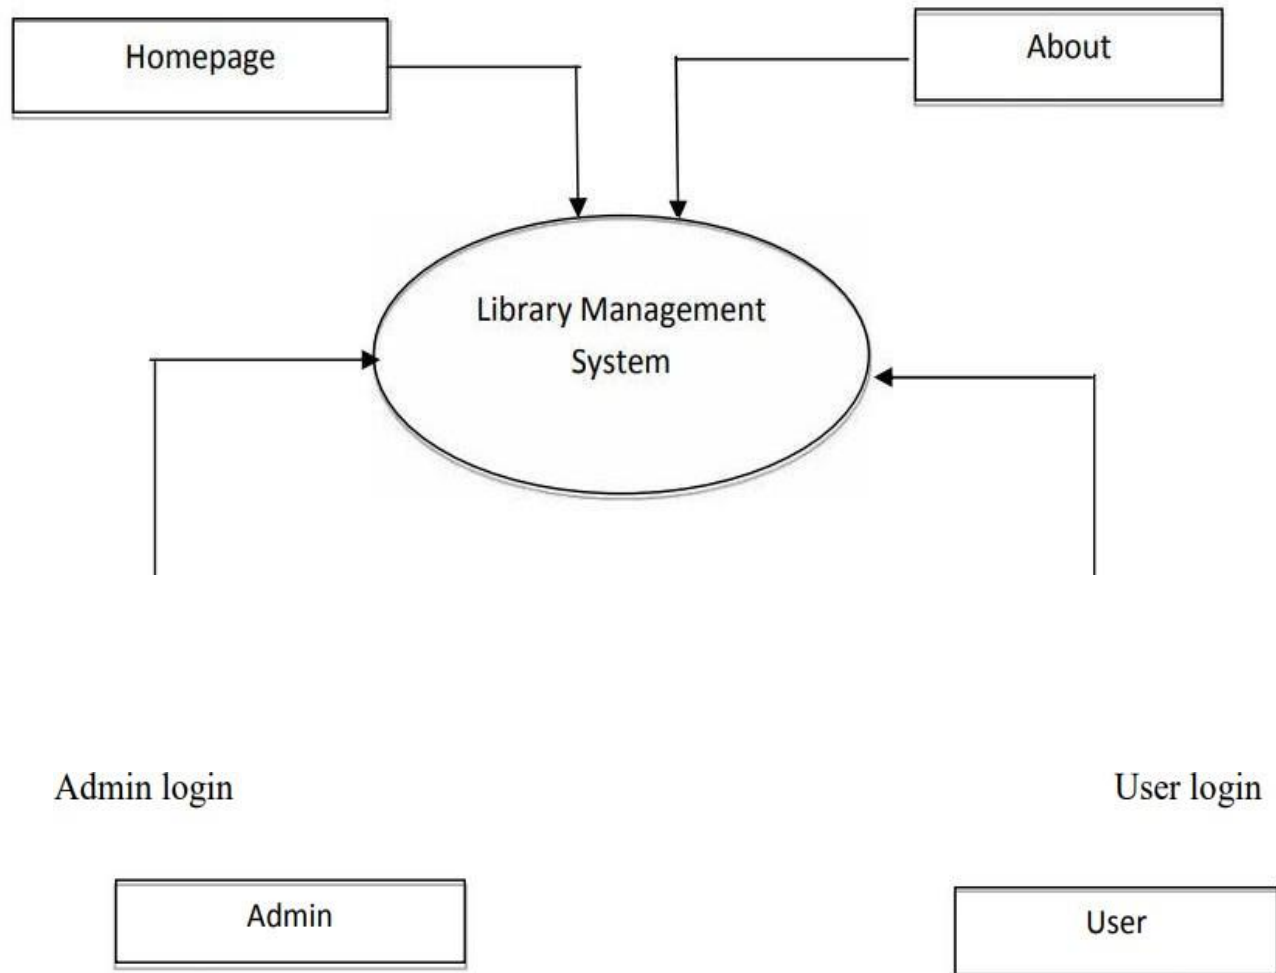 Homepage
About
Library Management
System
Admin login
User login
Admin
User